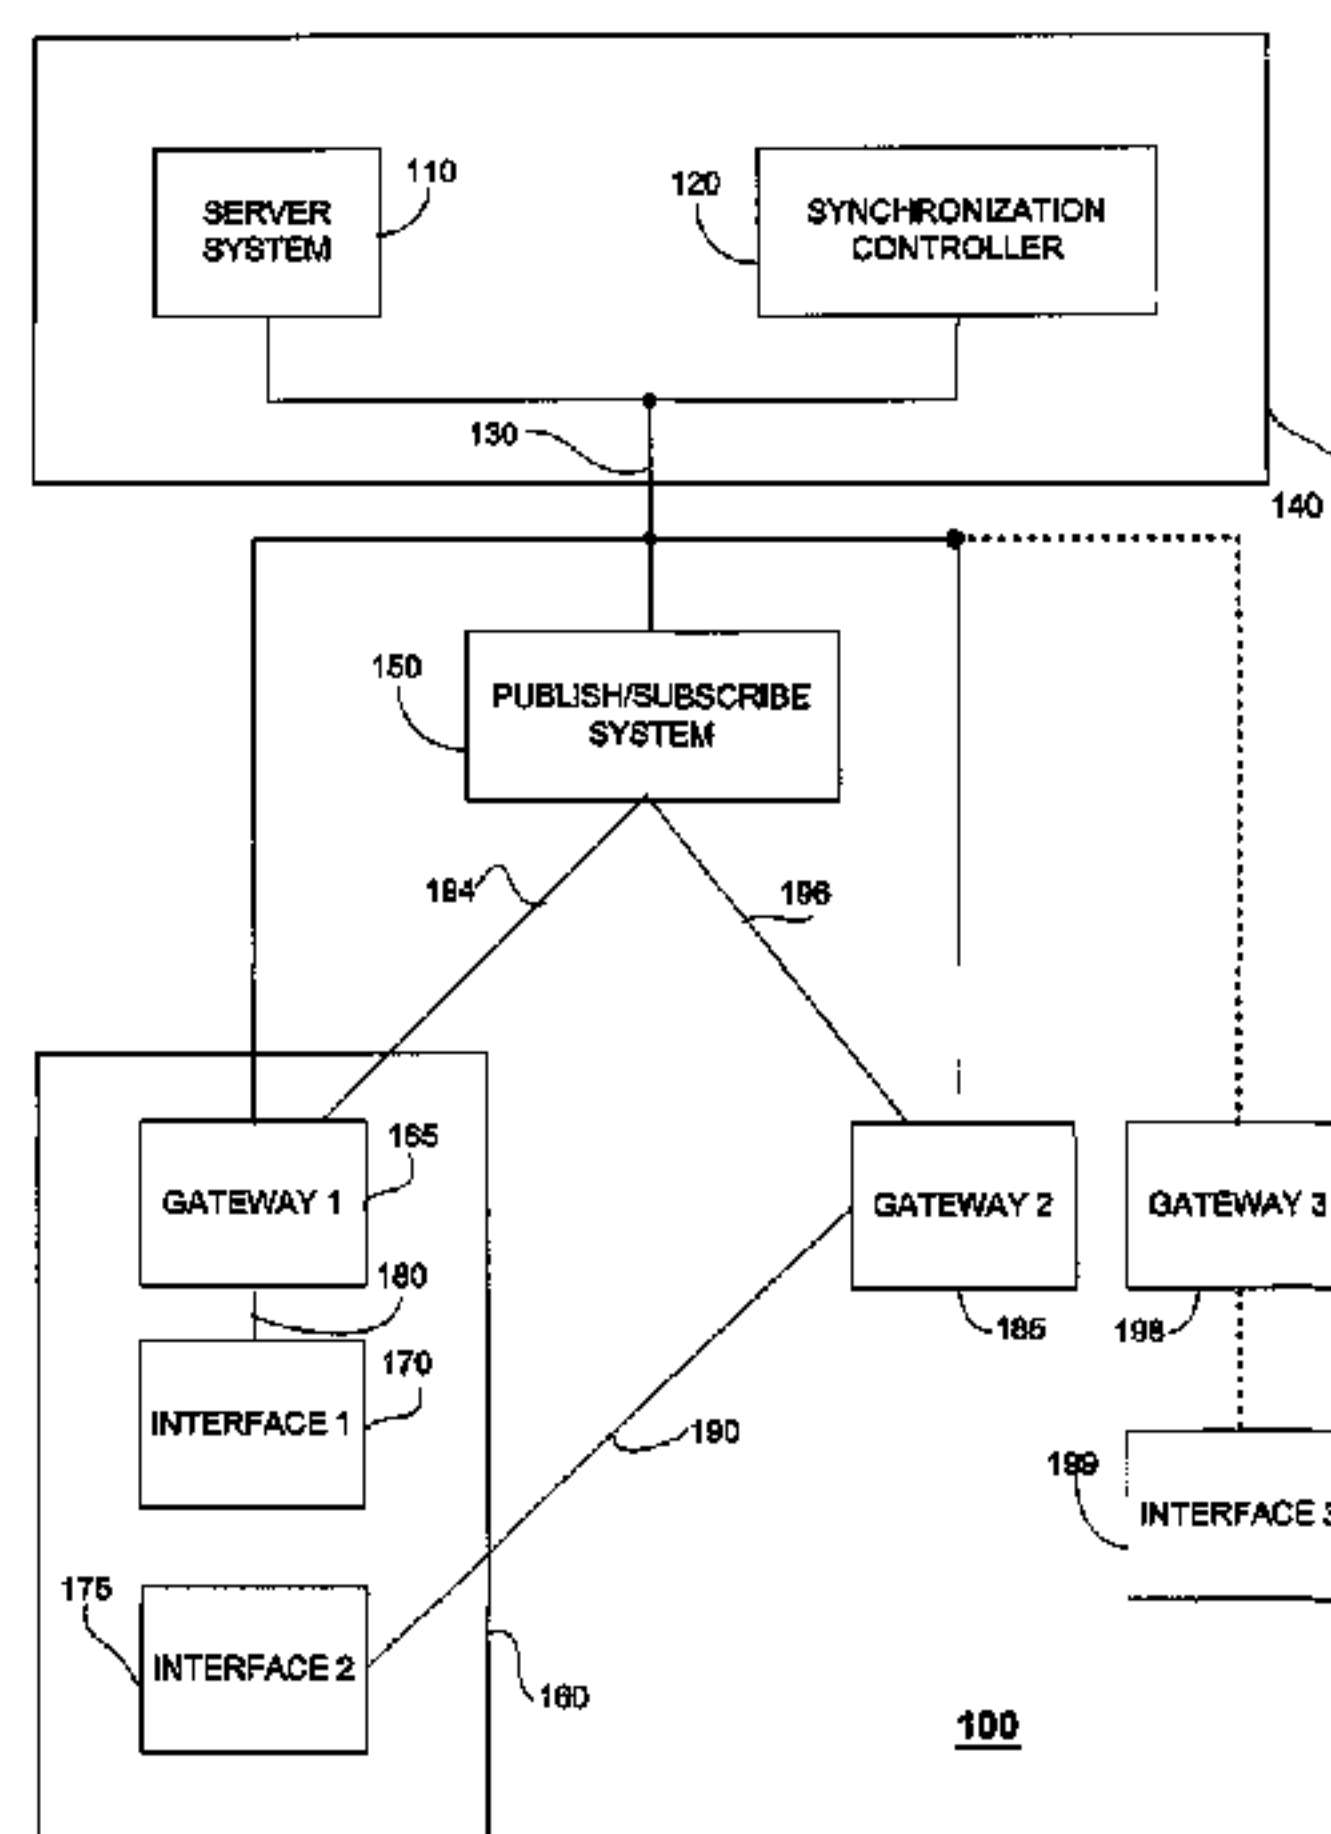 110
SERVER
SYSTEM
120
SYNCHRONIZATION
CONTROLLER
130
140
150
PUBLISH/SUBSCRIBE
SYSTEM
194
196
GATEWAY 1
165
GATEWAY 2
GATEWAY 3
180
185
198
170
INTERFACE 1
190
199
INTERFACE 3
175
INTERFACE 2
160
100